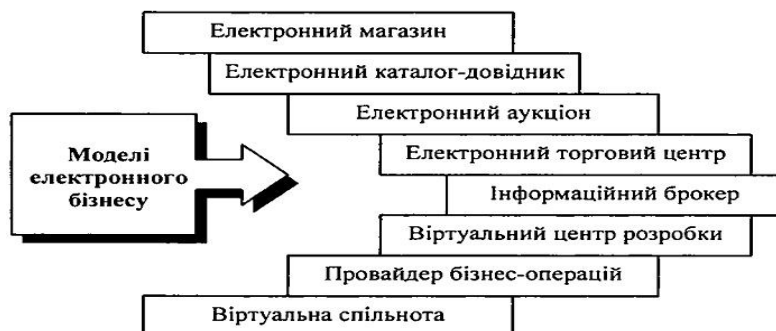 Електронний магазин
Електронний каталог-довідник
Електронний аукціон
Електронний торговий центр
Моделі
електронного
бізнесу
Інформаційний брокер
Віртуальний центр розробки
Провайдер бізнес-операцій
Віртуальна спільнота